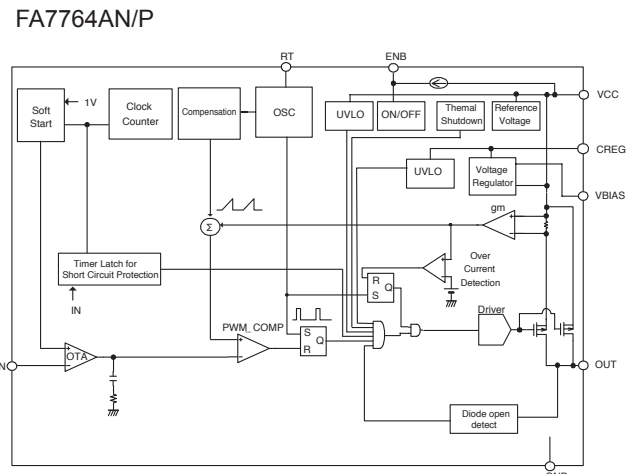 FA7764AN/P
RT
ENB
VCC
Soft
Start
1V
Clock
Counter
Compensation
OSC
UVLO
ON/OFF
Themal
Shutdown
Reference
Voltage
CREG
UVLO
Voltage
Regulator
VBIAS
gm
Σ
Timer Latch for
Short Circuit Protection
IN
Over
Current
Detection
R
S
Q
Driver
PWM_COMP
S
R
Q
OTA
OUT
Diode open
detect